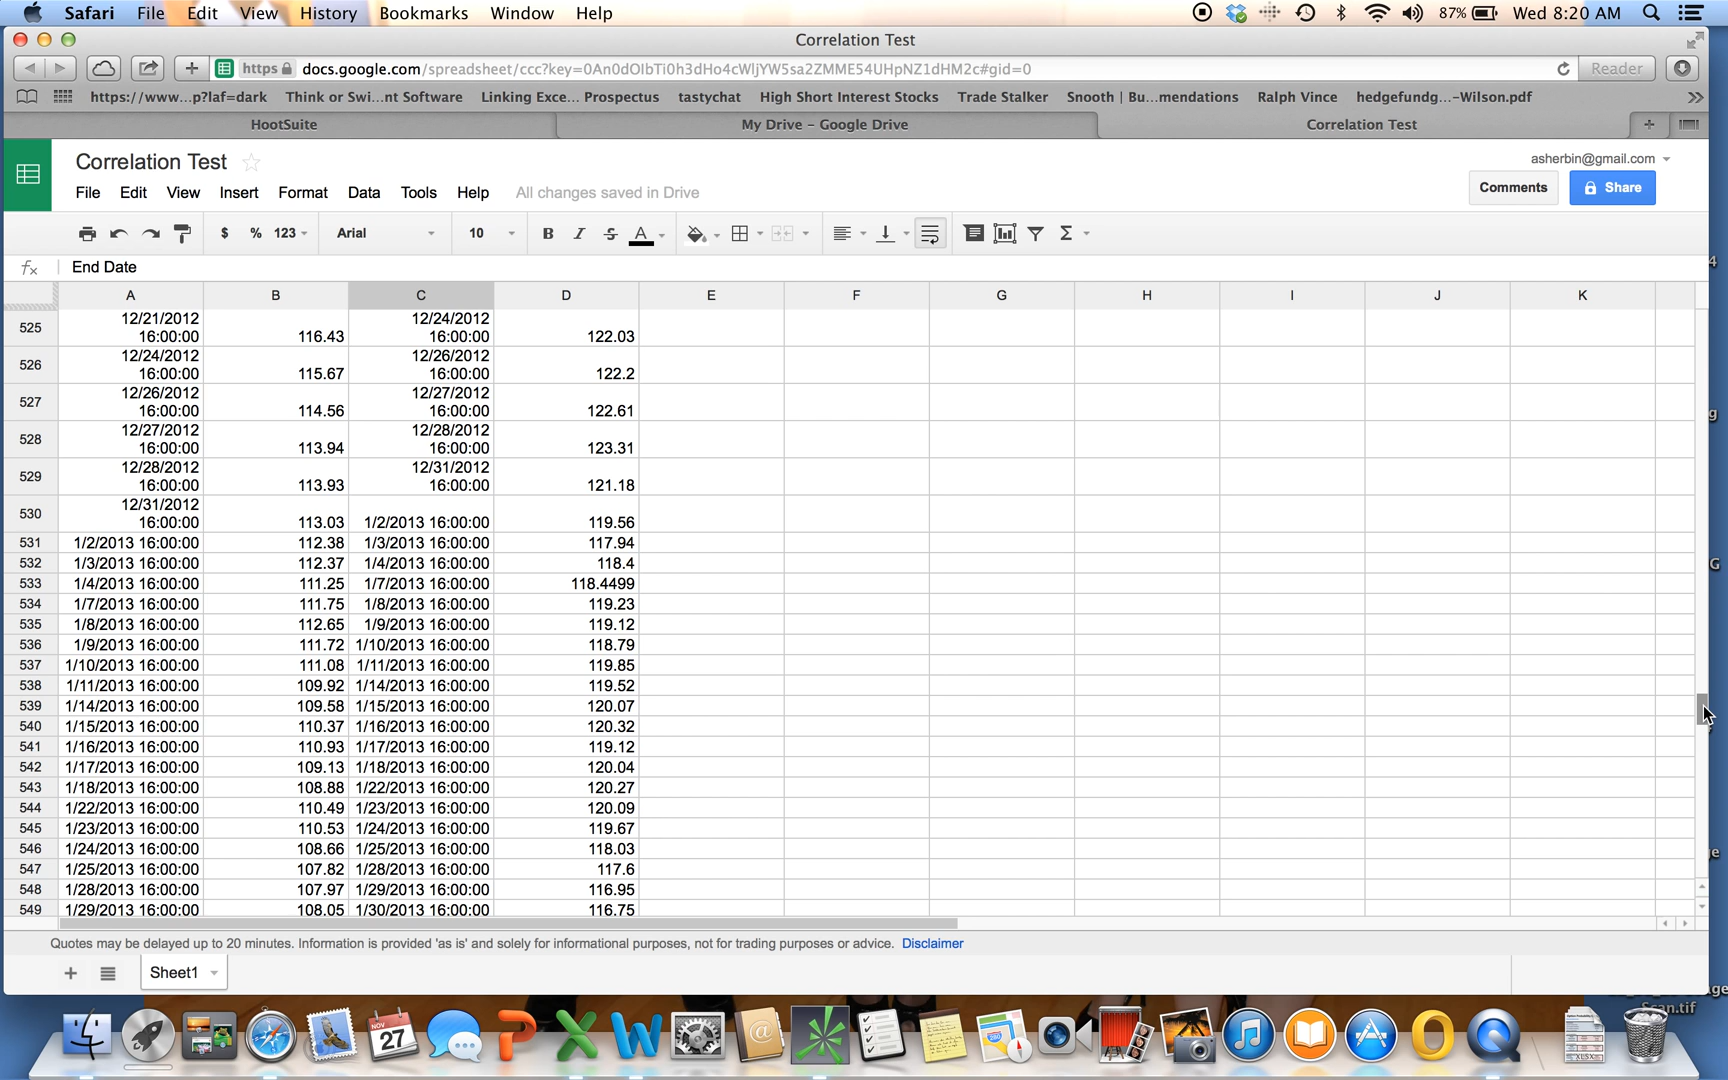 Safari File Edit View History Bookmarks Window Help 87% Wed 8:20 AM
Correlation Test
https docs.google.com/spreadsheet/ccc?key=0An0dOIbTi0h3dHo4cWljYW5sa2ZMME54UHpNZ1dHM2c#gid=0 Reader
https://www...p?laf=dark Think or Swi...nt Software Linking Exce... Prospectus tastychat High Short Interest Stocks Trade Stalker Snooth | Bu...mendations Ralph Vince hedgefundg...-Wilson.pdf
HootSuite My Drive – Google Drive Correlation Test
Correlation Test asherbin@gmail.com
File Edit View Insert Format Data Tools Help All changes saved in Drive Comments Share
$ % 123 Arial 10 B I S A Σ
fx End Date
A B C D E F G H I J K
525 12/21/2012 16:00:00 116.43 12/24/2012 16:00:00 122.03
526 12/24/2012 16:00:00 115.67 12/26/2012 16:00:00 122.2
527 12/26/2012 16:00:00 114.56 12/27/2012 16:00:00 122.61
528 12/27/2012 16:00:00 113.94 12/28/2012 16:00:00 123.31
529 12/28/2012 16:00:00 113.93 12/31/2012 16:00:00 121.18
530 12/31/2012 16:00:00 113.03 1/2/2013 16:00:00 119.56
531 1/2/2013 16:00:00 112.38 1/3/2013 16:00:00 117.94
532 1/3/2013 16:00:00 112.37 1/4/2013 16:00:00 118.4
533 1/4/2013 16:00:00 111.25 1/7/2013 16:00:00 118.4499
534 1/7/2013 16:00:00 111.75 1/8/2013 16:00:00 119.23
535 1/8/2013 16:00:00 112.65 1/9/2013 16:00:00 119.12
536 1/9/2013 16:00:00 111.72 1/10/2013 16:00:00 118.79
537 1/10/2013 16:00:00 111.08 1/11/2013 16:00:00 119.85
538 1/11/2013 16:00:00 109.92 1/14/2013 16:00:00 119.52
539 1/14/2013 16:00:00 109.58 1/15/2013 16:00:00 120.07
540 1/15/2013 16:00:00 110.37 1/16/2013 16:00:00 120.32
541 1/16/2013 16:00:00 110.93 1/17/2013 16:00:00 119.12
542 1/17/2013 16:00:00 109.13 1/18/2013 16:00:00 120.04
543 1/18/2013 16:00:00 108.88 1/22/2013 16:00:00 120.27
544 1/22/2013 16:00:00 110.49 1/23/2013 16:00:00 120.09
545 1/23/2013 16:00:00 110.53 1/24/2013 16:00:00 119.67
546 1/24/2013 16:00:00 108.66 1/25/2013 16:00:00 118.03
547 1/25/2013 16:00:00 107.82 1/28/2013 16:00:00 117.6
548 1/28/2013 16:00:00 107.97 1/29/2013 16:00:00 116.95
549 1/29/2013 16:00:00 108.05 1/30/2013 16:00:00 116.75
Quotes may be delayed up to 20 minutes. Information is provided 'as is' and solely for informational purposes, not for trading purposes or advice. Disclaimer
Sheet1
NOV
27
XLSX